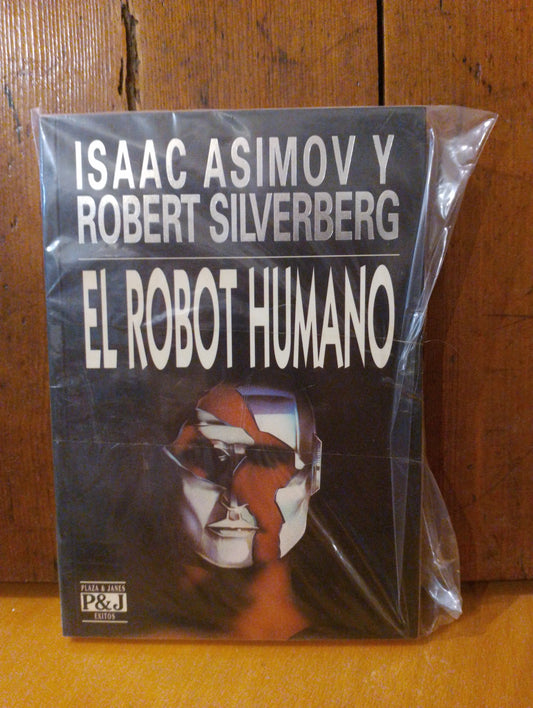 ISAAC ASIMOV Y
ROBERT SILVERBERG
EL ROBOT HUMANO
PLAZA & JANES
P&J
EXITOS